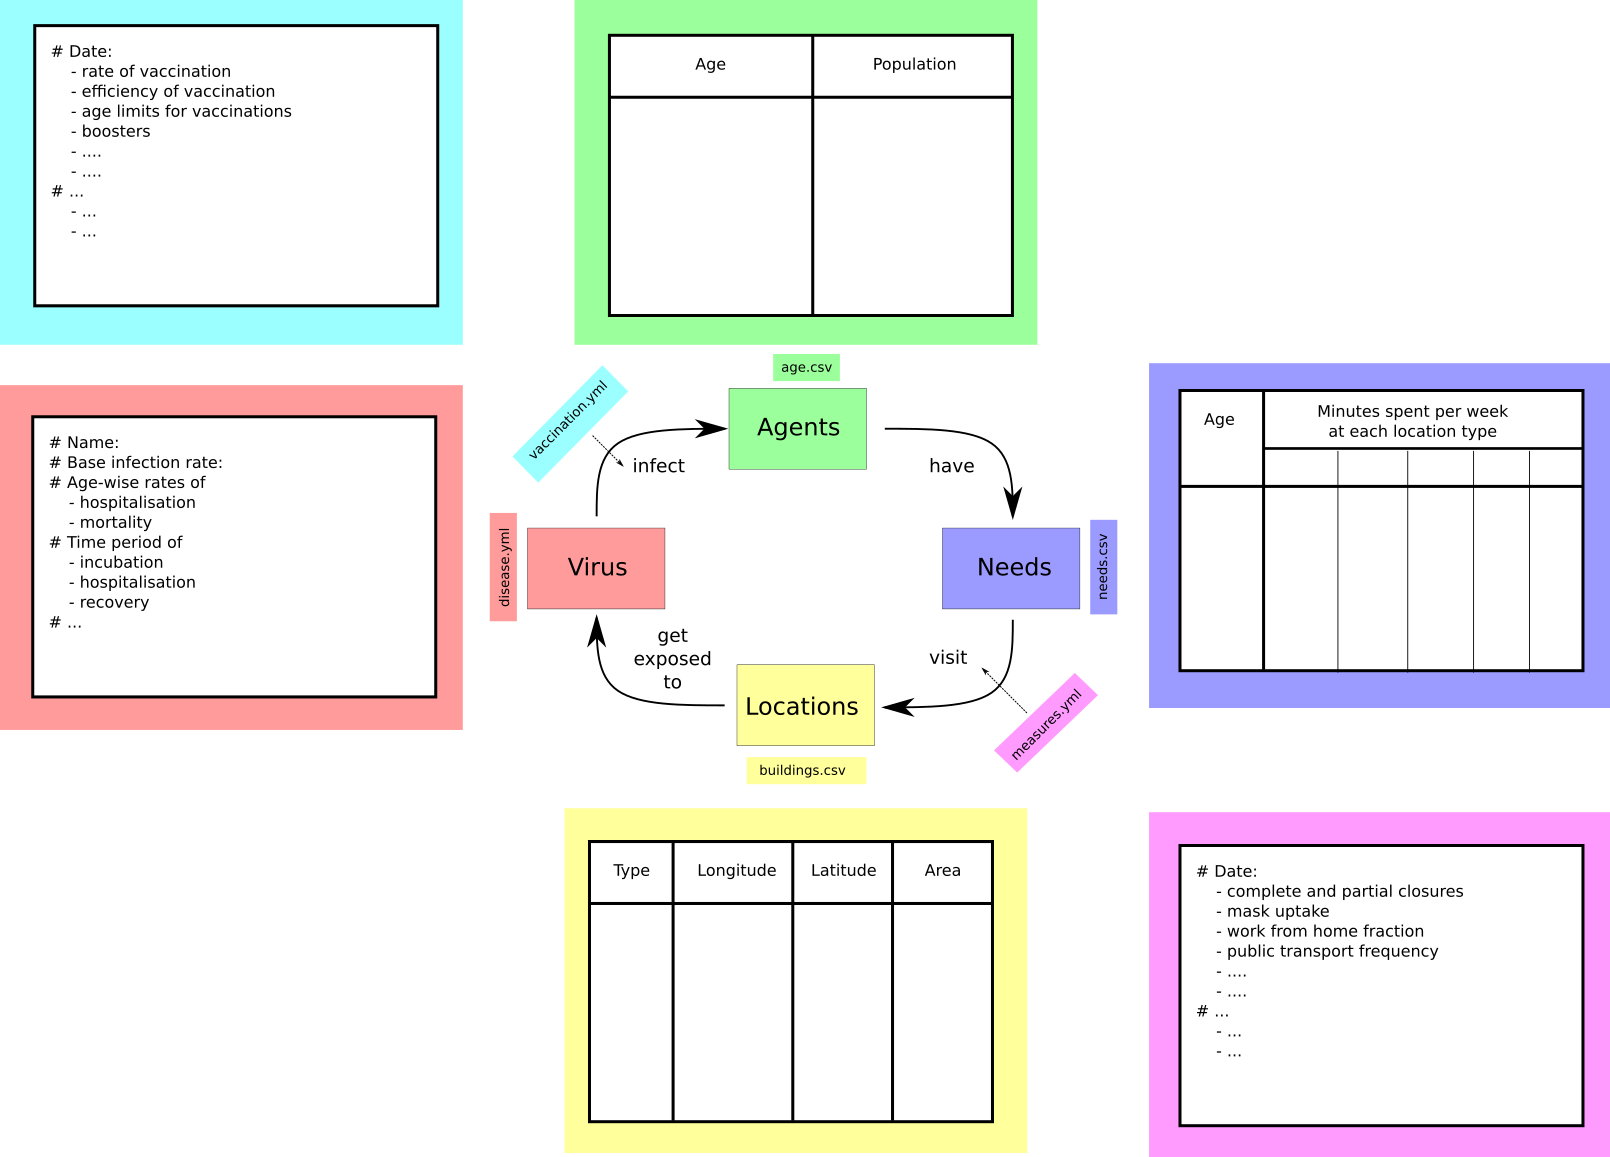 # Date:
- rate of vaccination
- efficiency of vaccination
- age limits for vaccinations
- boosters
- ....
- ....
# ...
- ...
- ...
Age
Population
age.csv
Agents
vaccination.yml
infect
have
# Name:
# Base infection rate:
# Age-wise rates of
- hospitalisation
- mortality
# Time period of
- incubation
- hospitalisation
- recovery
# ...
disease.yml
Virus
Needs
needs.csv
Age
Minutes spent per week
at each location type
get
exposed
to
visit
Locations
measures.yml
buildings.csv
Type
Longitude
Latitude
Area
# Date:
- complete and partial closures
- mask uptake
- work from home fraction
- public transport frequency
- ....
- ....
# ...
- ...
- ...